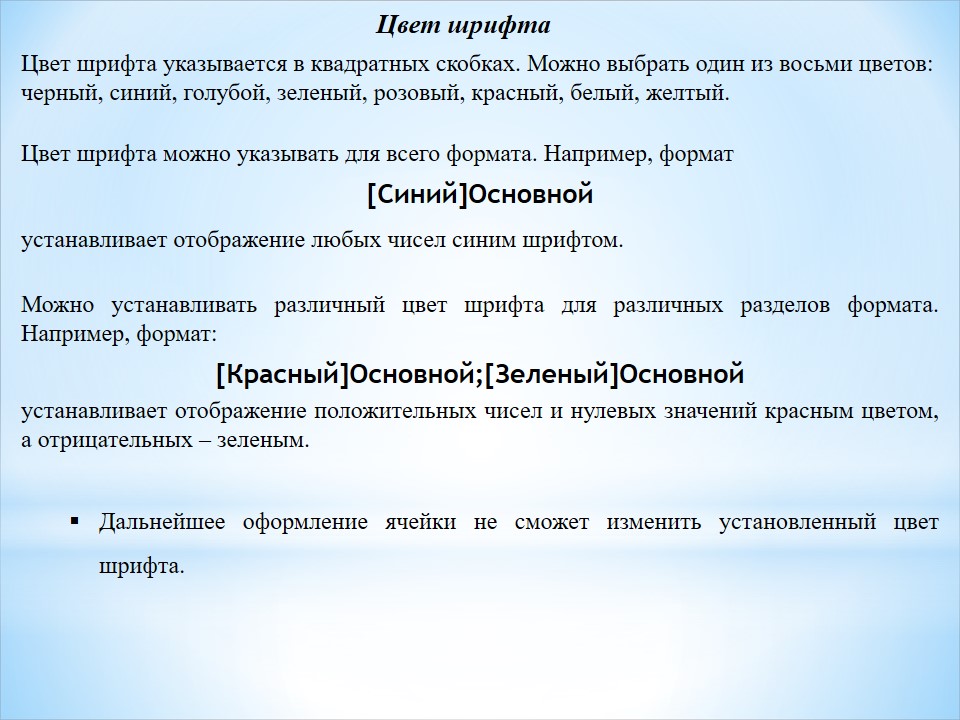 Цвет шрифта
Цвет шрифта указывается в квадратных скобках. Можно выбрать один из восьми цветов:
черный, синий, голубой, зеленый, розовый, красный, белый, желтый.
Цвет шрифта можно указывать для всего формата. Например, формат
[Синий]Основной
устанавливает отображение любых чисел синим шрифтом.
Можно устанавливать различный цвет шрифта для различных разделов формата.
Например, формат:
[Красный]Основной;[Зеленый]Основной
устанавливает отображение положительных чисел и нулевых значений красным цветом,
а отрицательных – зеленым.
▪ Дальнейшее оформление ячейки не сможет изменить установленный цвет
шрифта.